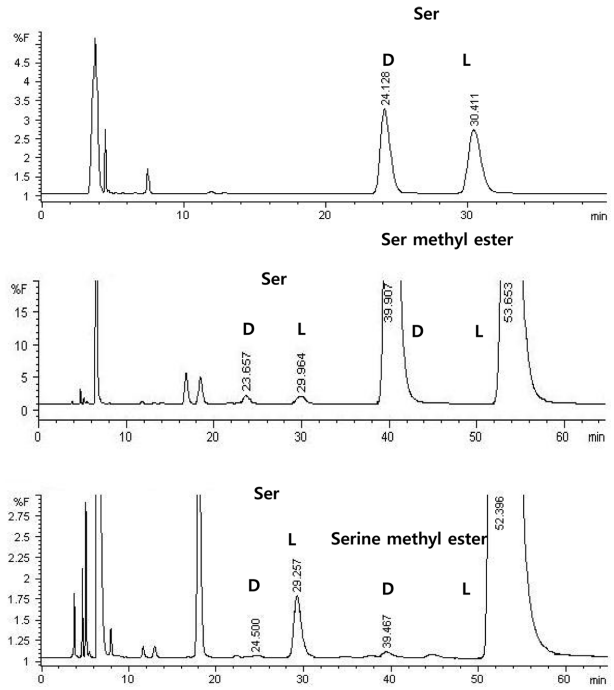 Ser
%F
D L
4.5
4
3.5
3
2.5
2
1.5
1
24.128
30.411
0 10 20 30 min
Ser methyl ester
Ser
%F
15
10
5
0
D L
23.657
29.964
39.907
D L
53.653
0 10 20 30 40 50 60 min
Ser
%F
2.75
2.5
2.25
2
1.75
1.5
1.25
1
L
Serine methyl ester
D
24.500
29.257
D L
39.467
52.396
0 10 20 30 40 50 60 min